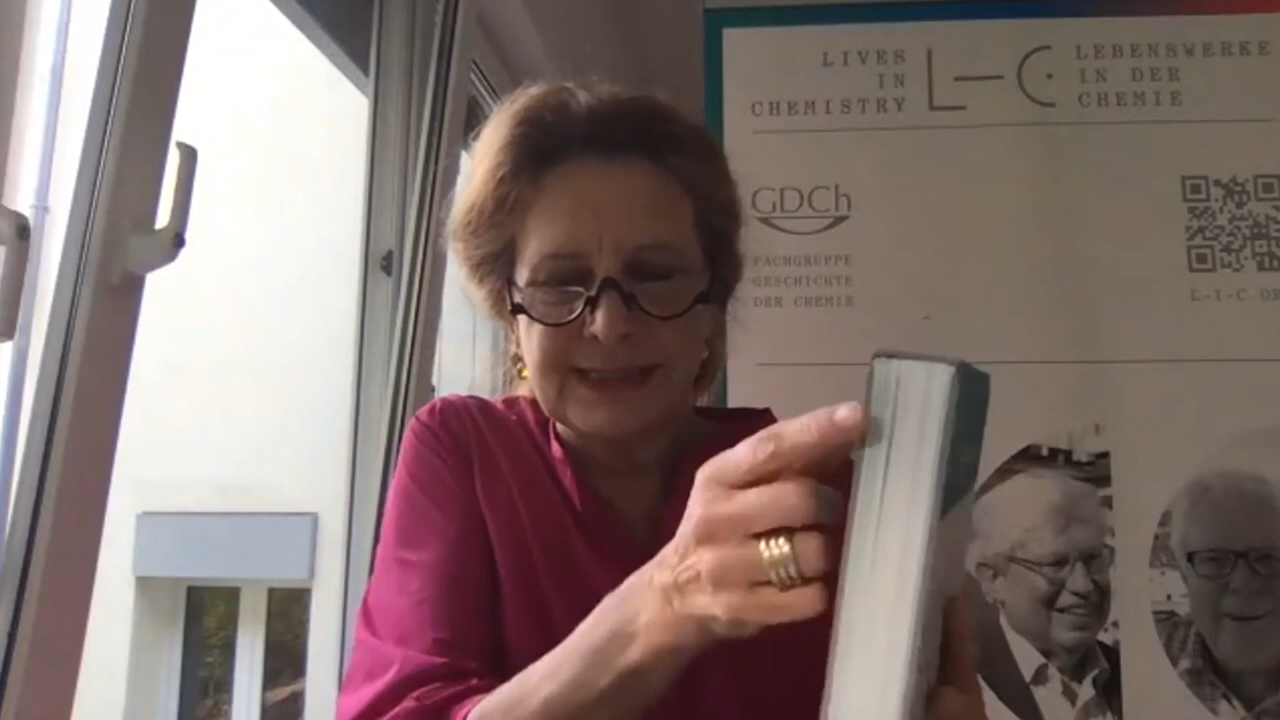 LIVES
IN
CHEMISTRY
L-C
LEBENSWERKE
IN DER
CHEMIE
GDCh
FACHGRUPPE
GESCHICHTE
DER CHEMIE
L-I-C.